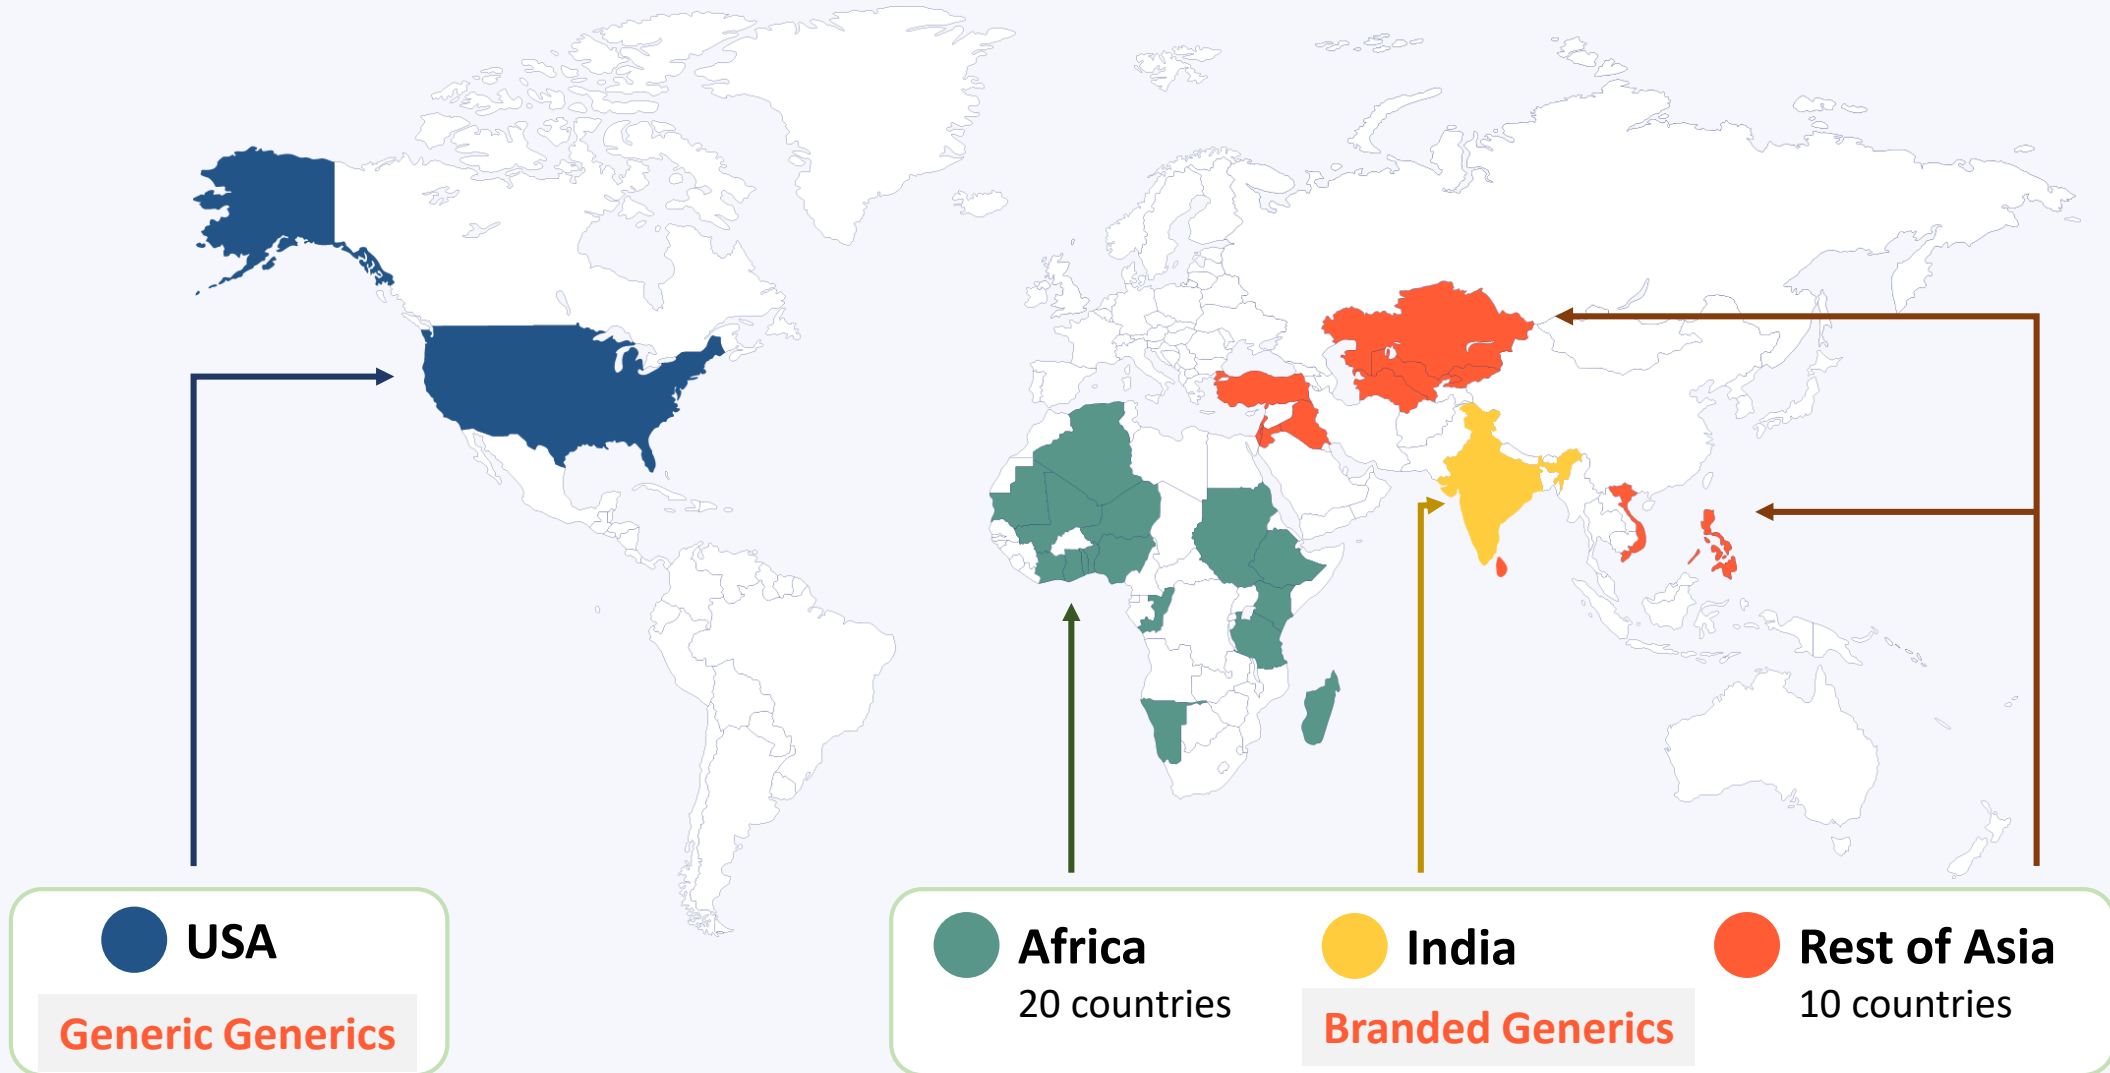 USA
Generic Generics
Africa
20 countries
India
Branded Generics
Rest of Asia
10 countries